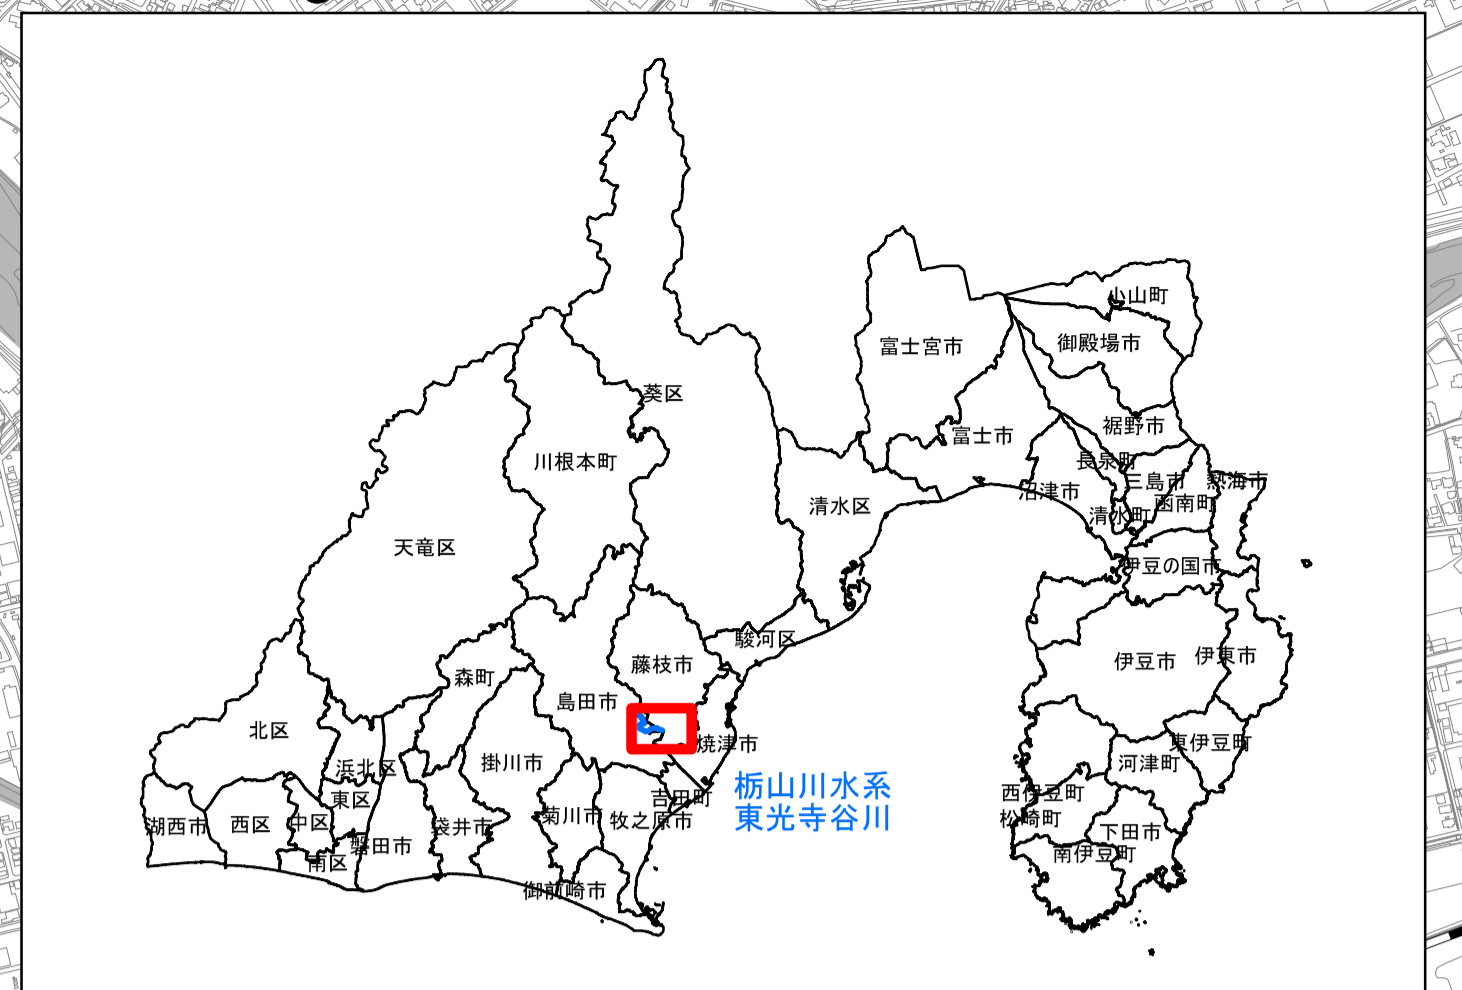 小山町
御殿場市
富士宮市
葵区
裾野市
富士市
長泉町
川根本町
三島市
熱海市
沼津市
函南町
清水区
清水町
天竜区
伊豆の国市
駿河区
伊豆市
伊東市
藤枝市
森町
島田市
北区
焼津市
東伊豆町
掛川市
河津町
浜北区
栃山川水系
東光寺谷川
西伊豆町
東区
吉田町
菊川市
牧之原市
松崎町
湖西市
西区
中区
袋井市
下田市
磐田市
南伊豆町
南区
御前崎市